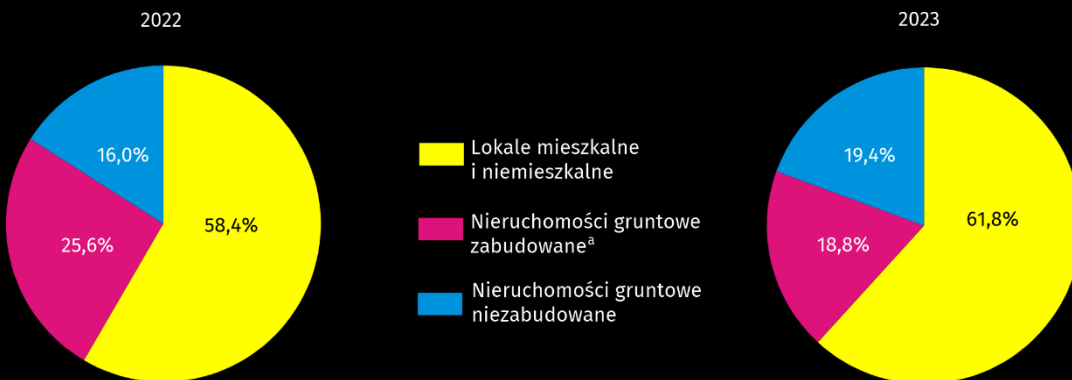 2022
2023
16,0%
58,4%
25,6%
Lokale mieszkalne
i niemieszkalne
Nieruchomości gruntowe
zabudowaneᵃ
Nieruchomości gruntowe
niezabudowane
19,4%
61,8%
18,8%